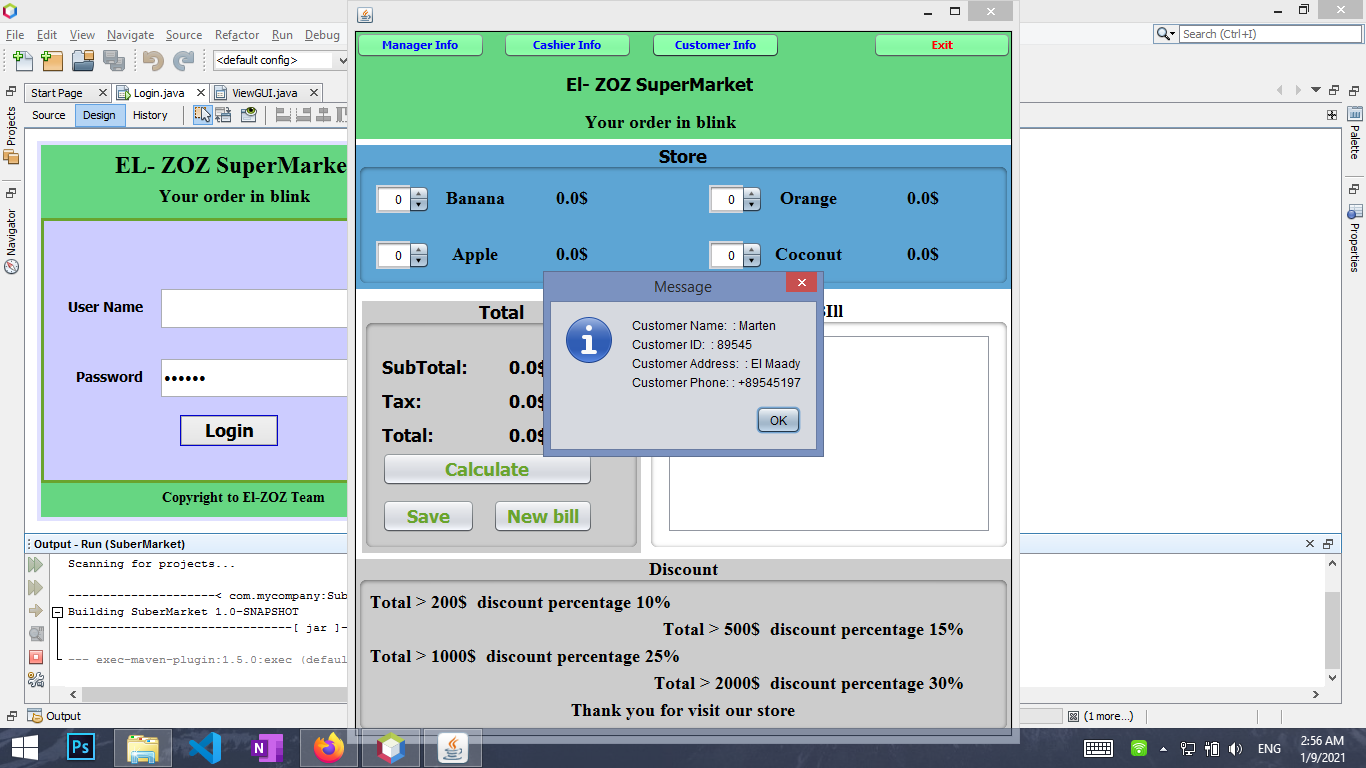 File Edit View Navigate Source Refactor Run Debug
Search (Ctrl+I)
<default config>
Start Page Login.java ViewGUI.java
Source Design History
Projects
Navigator
Palette
Properties
EL- ZOZ SuperMarke
Your order in blink
User Name
Password ••••••
Login
Copyright to El-ZOZ Team
Manager Info Cashier Info Customer Info Exit
El- ZOZ SuperMarket
Your order in blink
Store
0 Banana 0.0$ 0 Orange 0.0$
0 Apple 0.0$ 0 Coconut 0.0$
Total
Ill
SubTotal: 0.0$
Tax: 0.0$
Total: 0.0$
Calculate
Save New bill
Message
Customer Name:  : Marten
Customer ID:  : 89545
Customer Address:  : El Maady
Customer Phone: : +89545197
OK
Discount
Total > 200$  discount percentage 10%
Total > 500$  discount percentage 15%
Total > 1000$  discount percentage 25%
Total > 2000$  discount percentage 30%
Thank you for visit our store
Output - Run (SuberMarket)
Scanning for projects...
---------------------< com.mycompany:Sub
Building SuberMarket 1.0-SNAPSHOT
--------------------------------[ jar ]-
--- exec-maven-plugin:1.5.0:exec (defau
Output
(1 more...)
Ps
N
ENG
2:56 AM
1/9/2021